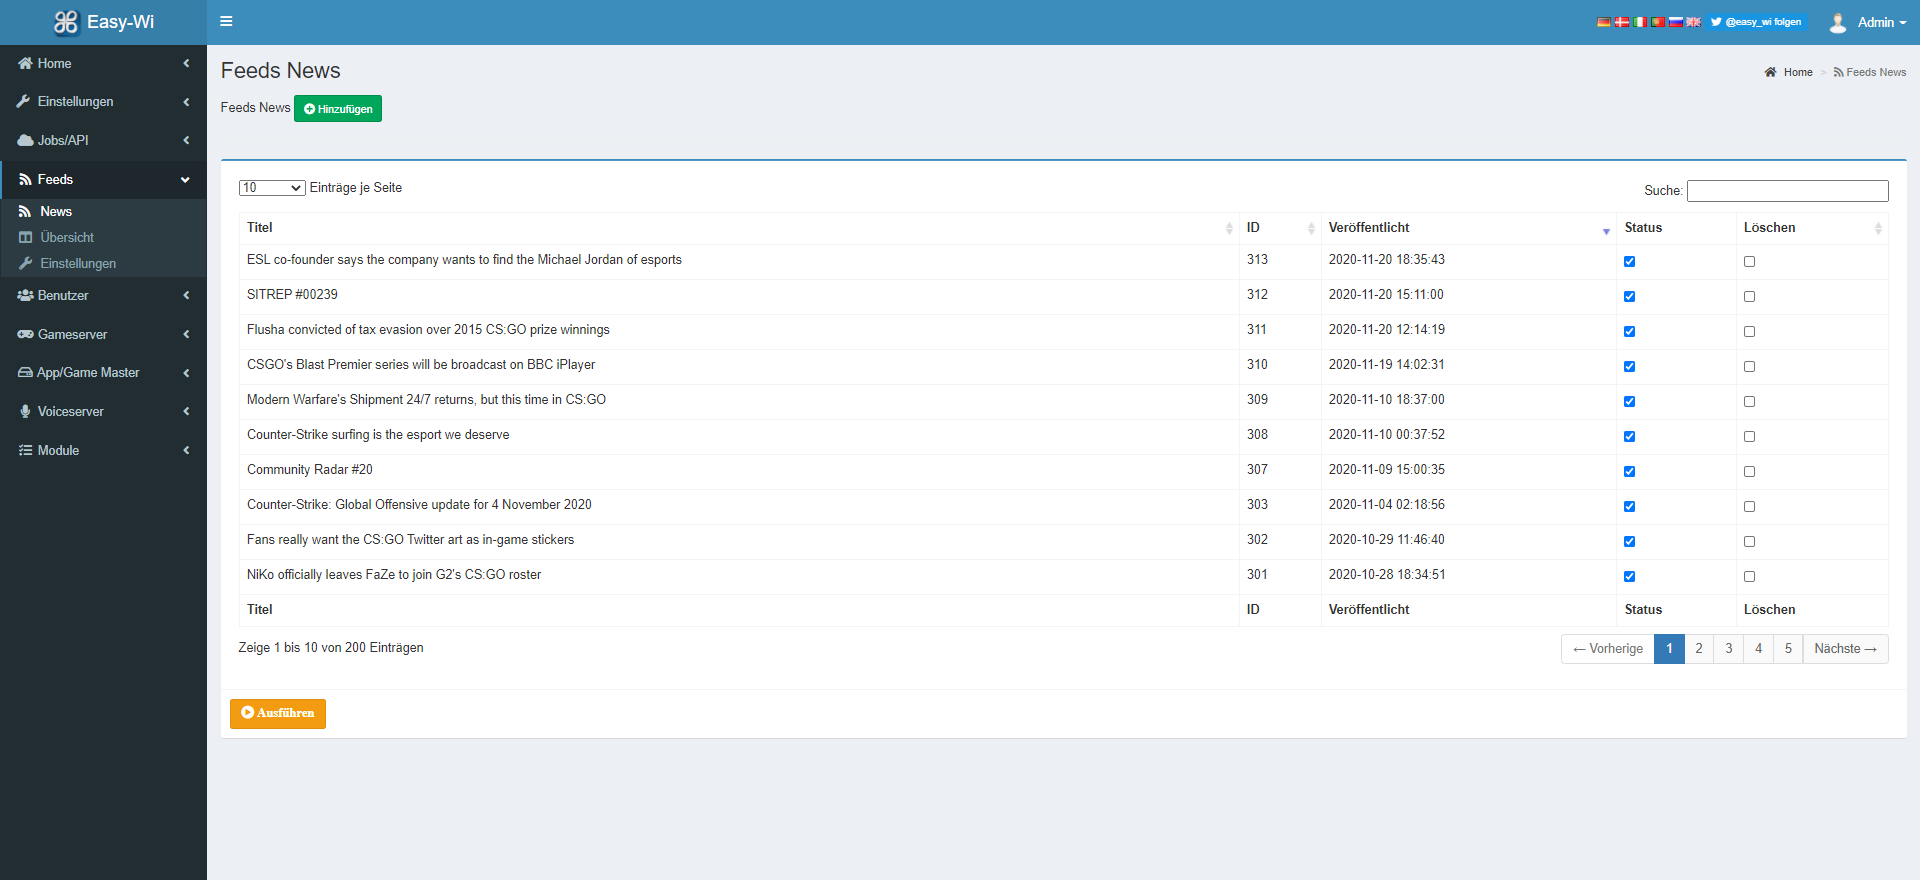 Easy-Wi
@easy_wi folgen
Admin
Home
Einstellungen
Jobs/API
Feeds
News
Übersicht
Einstellungen
Benutzer
Gameserver
App/Game Master
Voiceserver
Module
Feeds News
Home > Feeds News
Feeds News Hinzufügen
10 Einträge je Seite
Suche:
Titel ID Veröffentlicht Status Löschen
ESL co-founder says the company wants to find the Michael Jordan of esports 313 2020-11-20 18:35:43
SITREP #00239 312 2020-11-20 15:11:00
Flusha convicted of tax evasion over 2015 CS:GO prize winnings 311 2020-11-20 12:14:19
CSGO's Blast Premier series will be broadcast on BBC iPlayer 310 2020-11-19 14:02:31
Modern Warfare's Shipment 24/7 returns, but this time in CS:GO 309 2020-11-10 18:37:00
Counter-Strike surfing is the esport we deserve 308 2020-11-10 00:37:52
Community Radar #20 307 2020-11-09 15:00:35
Counter-Strike: Global Offensive update for 4 November 2020 303 2020-11-04 02:18:56
Fans really want the CS:GO Twitter art as in-game stickers 302 2020-10-29 11:46:40
NiKo officially leaves FaZe to join G2's CS:GO roster 301 2020-10-28 18:34:51
Titel ID Veröffentlicht Status Löschen
Zeige 1 bis 10 von 200 Einträgen
← Vorherige 1 2 3 4 5 Nächste →
Ausführen